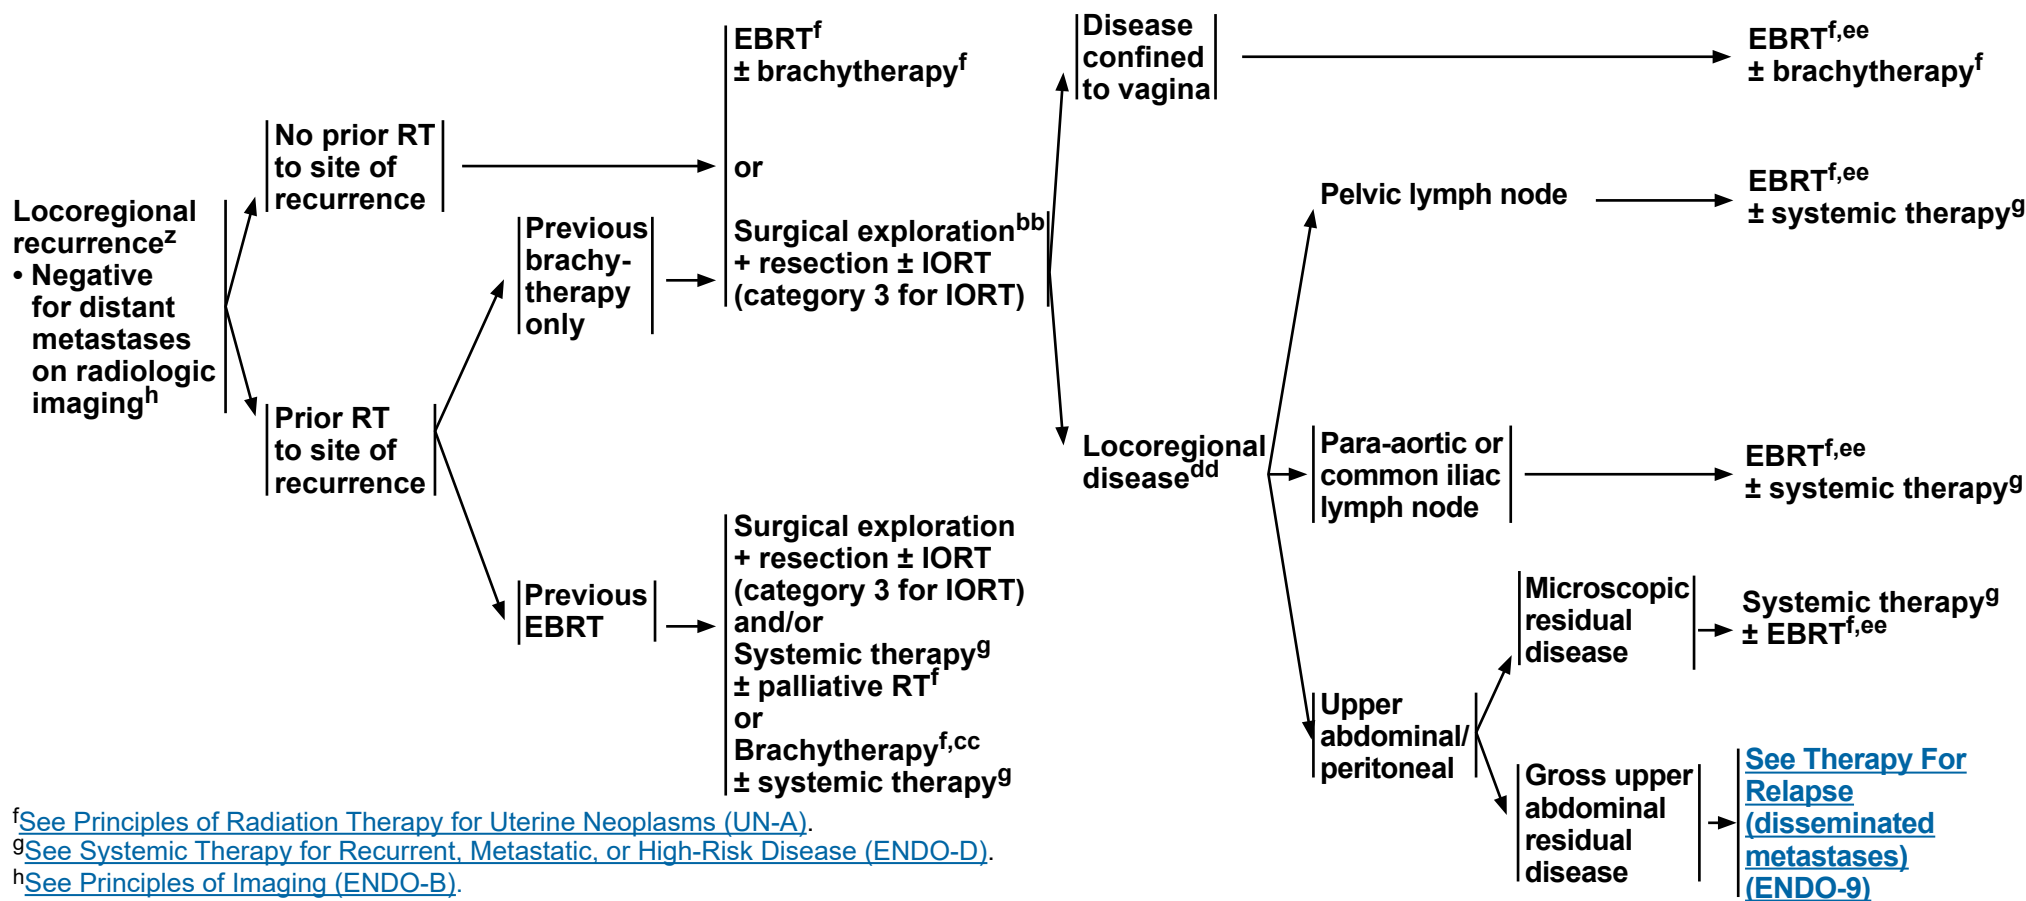 Locoregional
recurrencez
• Negative
for distant
metastases
on radiologic
imagingh
No prior RT
to site of
recurrence
Prior RT
to site of
recurrence
Previous
brachy-
therapy
only
Previous
EBRT
EBRTf
± brachytherapyf
or
Surgical explorationbb
+ resection ± IORT
(category 3 for IORT)
Surgical exploration
+ resection ± IORT
(category 3 for IORT)
and/or
Systemic therapyg
± palliative RTf
or
Brachytherapyf,cc
± systemic therapyg
Disease
confined
to vagina
EBRTf,ee
± brachytherapyf
Locoregional
diseasedd
Pelvic lymph node
EBRTf,ee
± systemic therapyg
Para-aortic or
common iliac
lymph node
EBRTf,ee
± systemic therapyg
Upper
abdominal/
peritoneal
Microscopic
residual
disease
Systemic therapyg
± EBRTf,ee
Gross upper
abdominal
residual
disease
See Therapy For
Relapse
(disseminated
metastases)
(ENDO-9)
fSee Principles of Radiation Therapy for Uterine Neoplasms (UN-A).
gSee Systemic Therapy for Recurrent, Metastatic, or High-Risk Disease (ENDO-D).
hSee Principles of Imaging (ENDO-B).